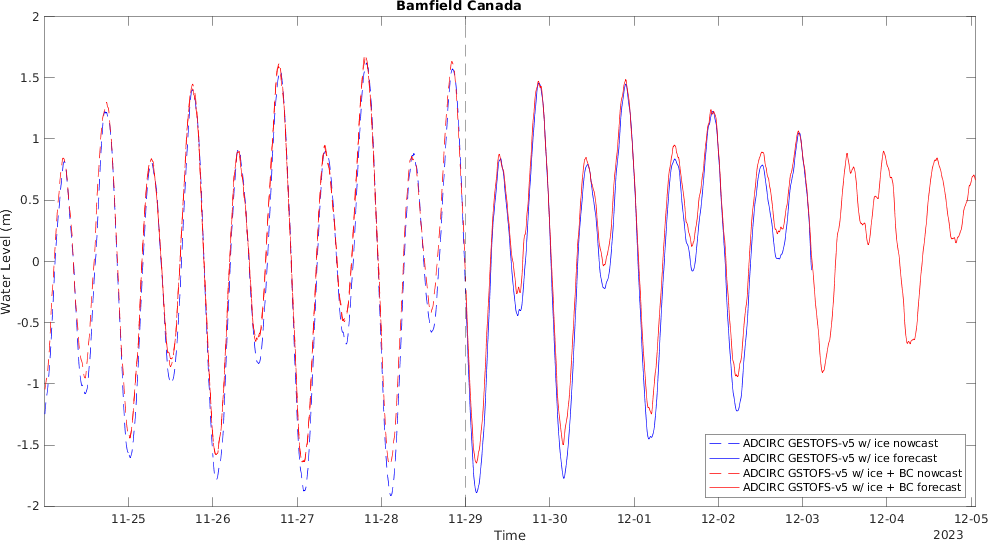 Bamfield Canada
2
1.5
1
0.5
0
-0.5
-1
-1.5
-2
Water Level (m)
ADCIRC GESTOFS-v5 w/ ice nowcast
ADCIRC GESTOFS-v5 w/ ice forecast
ADCIRC GSTOFS-v5 w/ ice + BC nowcast
ADCIRC GSTOFS-v5 w/ ice + BC forecast
11-25 11-26 11-27 11-28 11-29 11-30 12-01 12-02 12-03 12-04 12-05
Time
2023